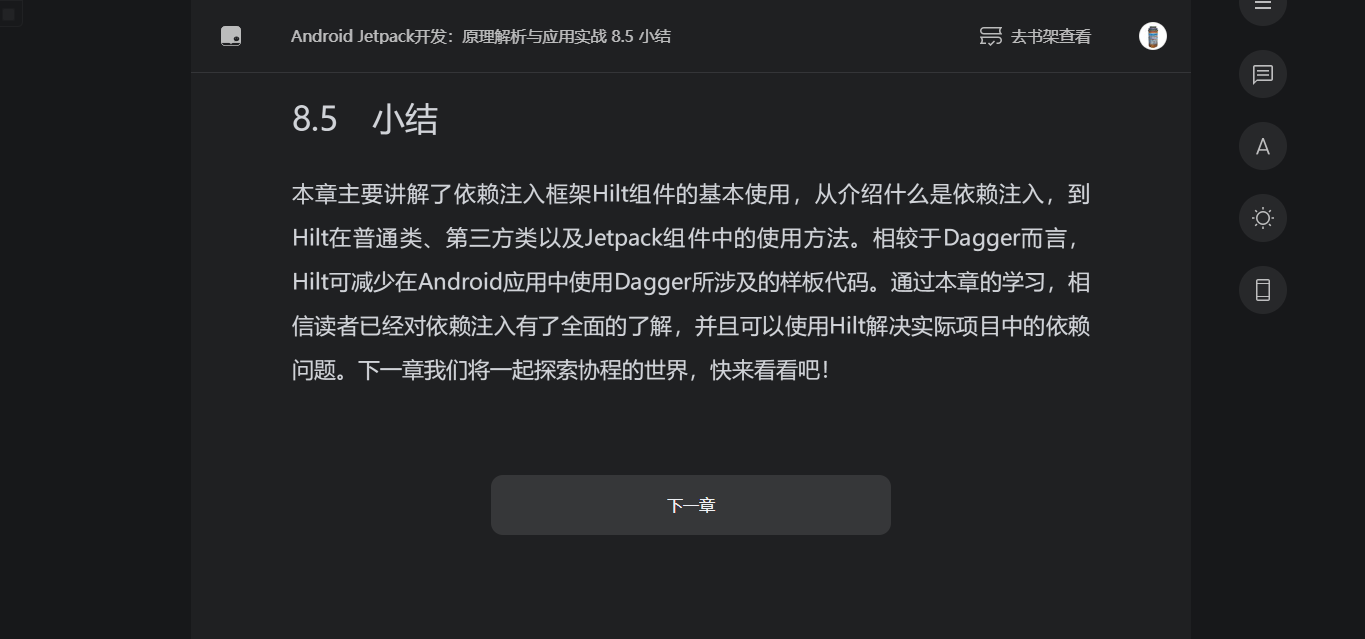 Android Jetpack开发：原理解析与应用实战 8.5 小结
去书架查看
8.5 小结
本章主要讲解了依赖注入框架Hilt组件的基本使用，从介绍什么是依赖注入，到
Hilt在普通类、第三方类以及Jetpack组件中的使用方法。相较于Dagger而言，
Hilt可减少在Android应用中使用Dagger所涉及的样板代码。通过本章的学习，相
信读者已经对依赖注入有了全面的了解，并且可以使用Hilt解决实际项目中的依赖
问题。下一章我们将一起探索协程的世界，快来看看吧！
下一章
A